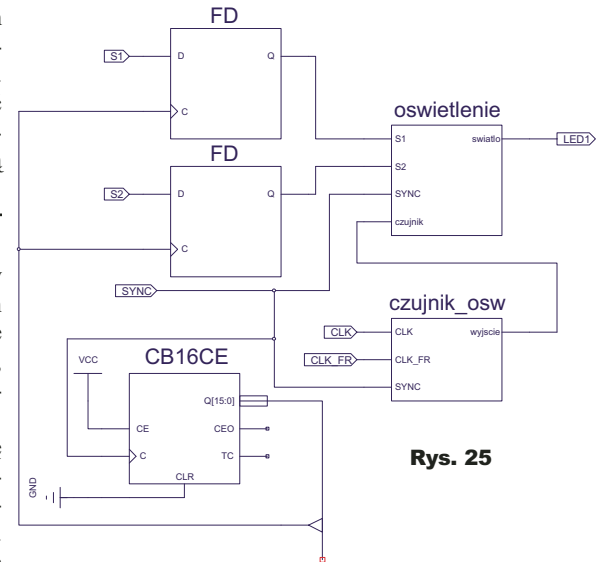 FD
S1
D
Q
C
FD
S2
D
Q
C
oswietlenie
S1
swiatlo
S2
SYNC
czujnik
LED1
SYNC
czujnik_osw
CLK
CLK
wyjscie
CLK_FR
CLK_FR
SYNC
VCC
CB16CE
Q[15:0]
CE
CEO
C
TC
CLR
GND
Rys. 25